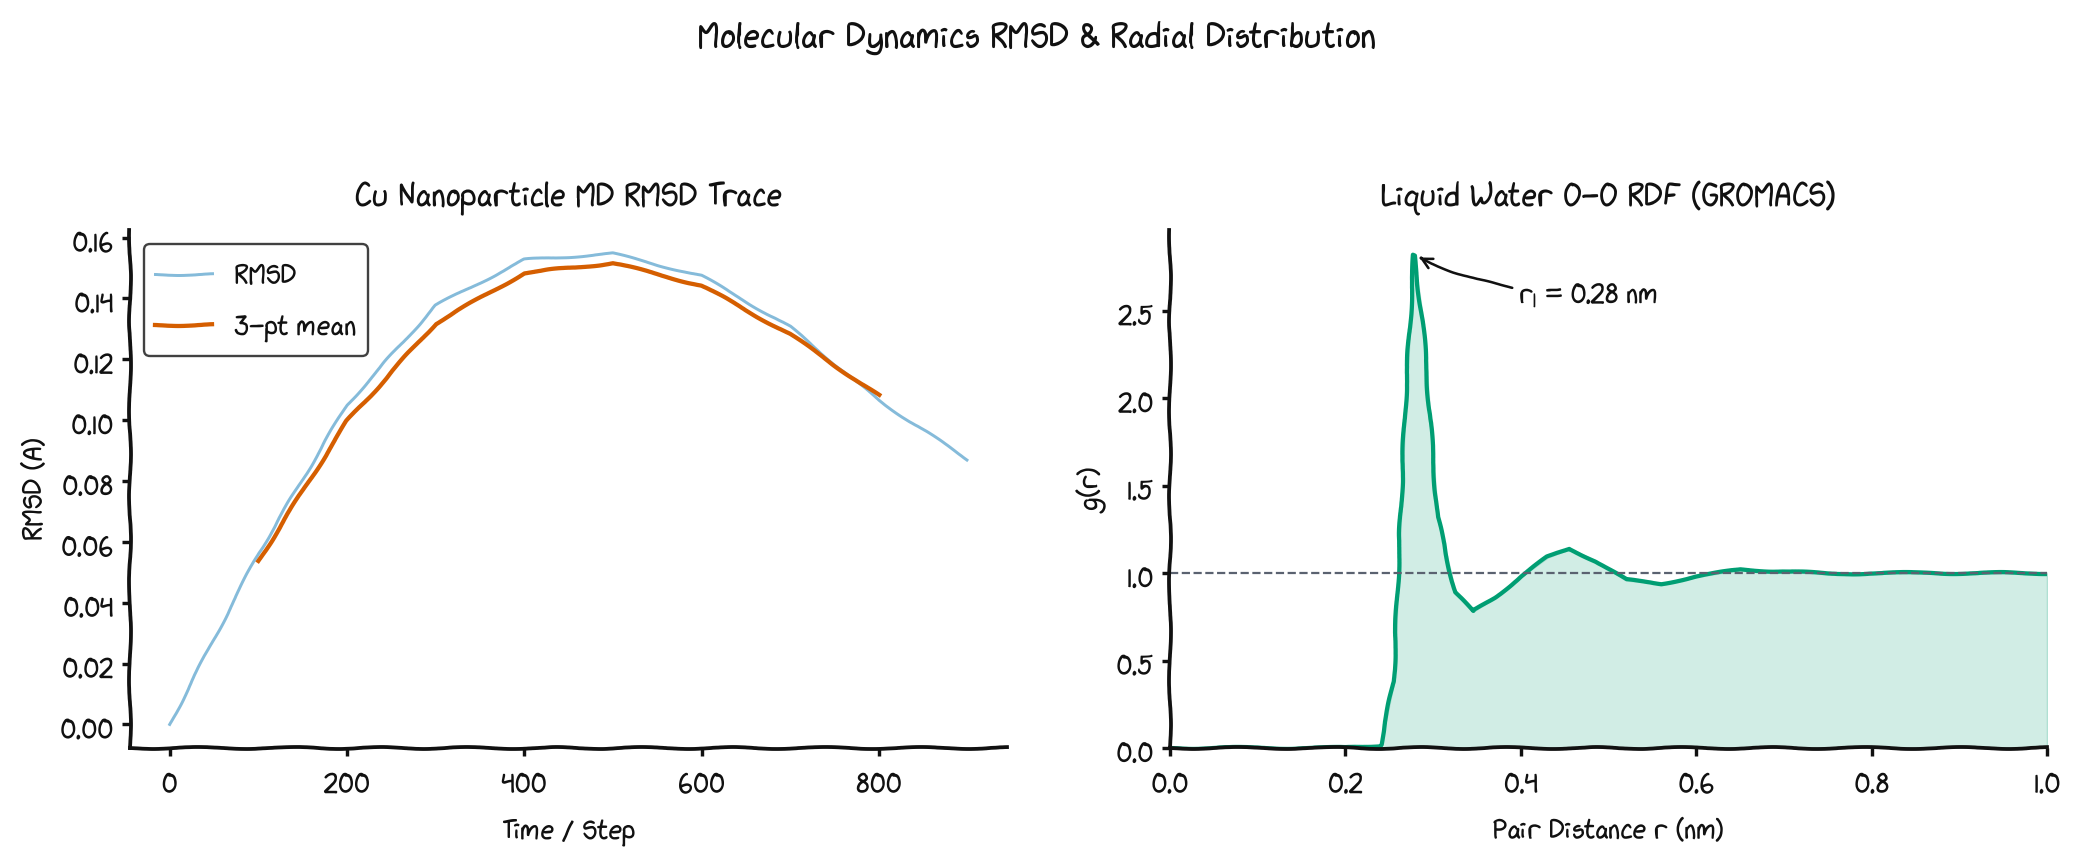 Molecular Dynamics RMSD & Radial Distribution
Cu Nanoparticle MD RMSD Trace
RMSD (A)
0.16
0.14
0.12
0.10
0.08
0.06
0.04
0.02
0.00
RMSD
3-pt mean
0 200 400 600 800
Time / Step
Liquid Water O-O RDF (GROMACS)
g(r)
2.5
2.0
1.5
1.0
0.5
0.0
r₁ = 0.28 nm
0.0 0.2 0.4 0.6 0.8 1.0
Pair Distance r (nm)